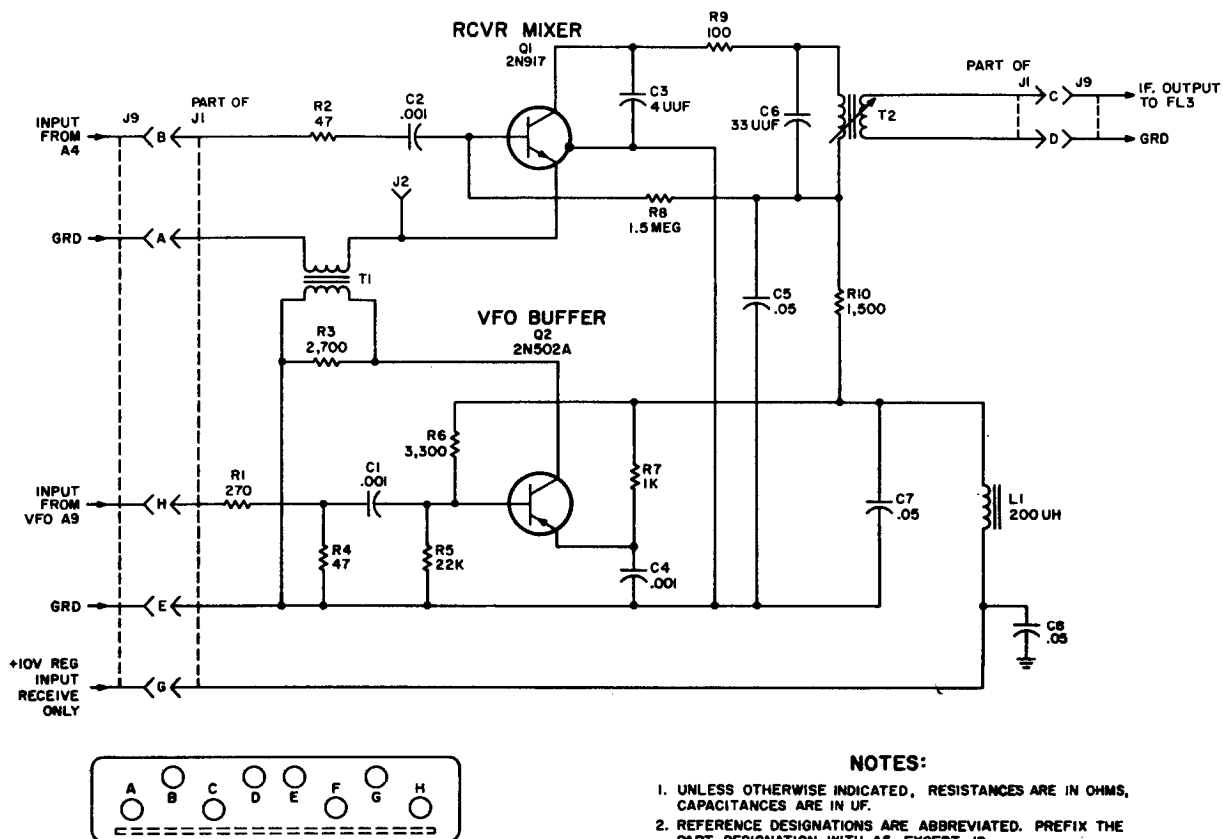 RCVR MIXER
Q1
2N917
R9
100
PART OF
J9
B
J1
PART OF
R2
47
C2
.001
C3
4 UUF
C6
33 UUF
T2
J1
C
J9
IF. OUTPUT
TO FL3
D
GRD
INPUT
FROM
A4
J2
R8
1.5 MEG
GRD
A
T1
C5
.05
R10
1,500
VFO BUFFER
Q2
2N502A
R3
2,700
R6
3,300
R7
1K
C7
.05
L1
200 UH
INPUT
FROM
VFO A9
H
R1
270
C1
.001
R4
47
R5
22K
C4
.001
GRD
E
C8
.05
+10V REG
INPUT
RECEIVE
ONLY
G
A
B
C
D
E
F
G
H
NOTES:
1. UNLESS OTHERWISE INDICATED, RESISTANCES ARE IN OHMS,
CAPACITANCES ARE IN UF.
2. REFERENCE DESIGNATIONS ARE ABBREVIATED. PREFIX THE